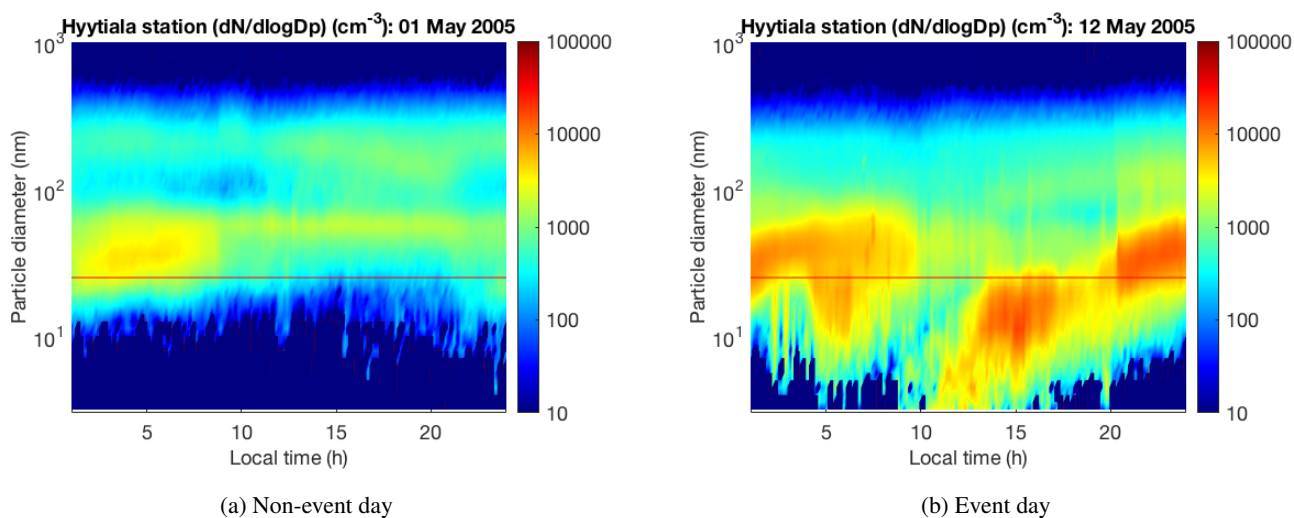 Hyytiala station (dN/dlogDp) (cm⁻³): 01 May 2005
10³
10²
10¹
Particle diameter (nm)
5 10 15 20
Local time (h)
100000
10000
1000
100
10
(a) Non-event day
Hyytiala station (dN/dlogDp) (cm⁻³): 12 May 2005
10³
10²
10¹
Particle diameter (nm)
5 10 15 20
Local time (h)
100000
10000
1000
100
10
(b) Event day